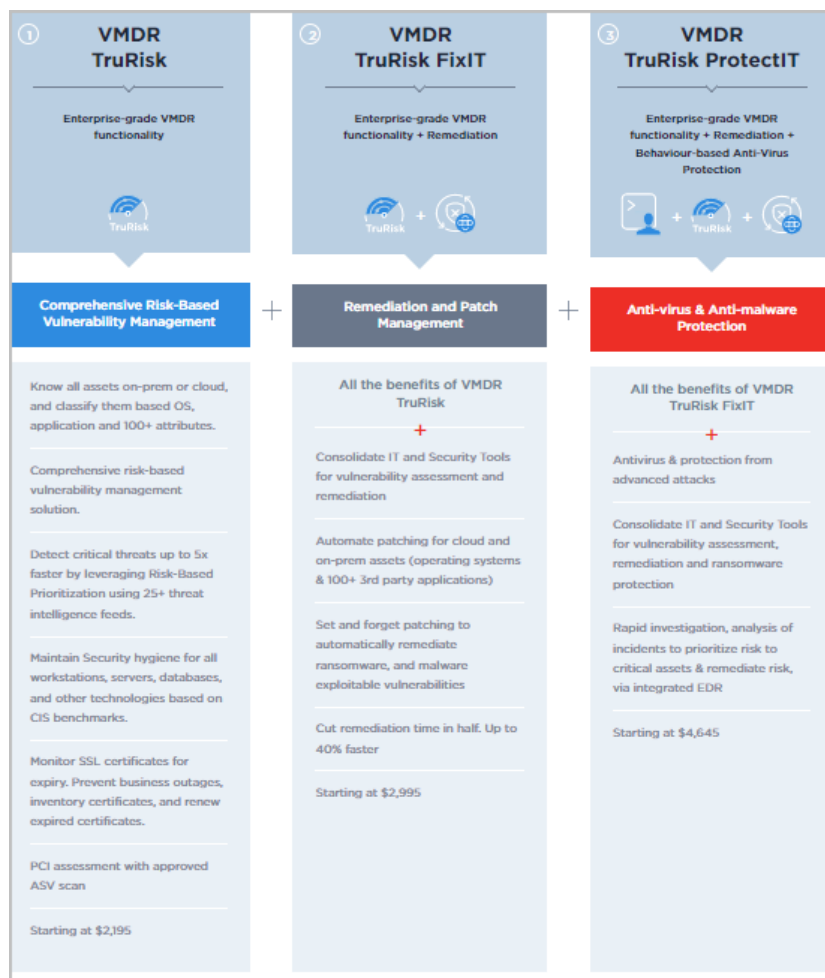 1
VMDR
TruRisk
Enterprise-grade VMDR
functionality
TruRisk
Comprehensive Risk-Based
Vulnerability Management
Know all assets on-prem or cloud,
and classify them based OS,
application and 100+ attributes.
Comprehensive risk-based
vulnerability management
solution.
Detect critical threats up to 5x
faster by leveraging Risk-Based
Prioritization using 25+ threat
intelligence feeds.
Maintain Security hygiene for all
workstations, servers, databases,
and other technologies based on
CIS benchmarks.
Monitor SSL certificates for
expiry. Prevent business outages,
inventory certificates, and renew
expired certificates.
PCI assessment with approved
ASV scan
Starting at $2,195
+
2
VMDR
TruRisk FixIT
Enterprise-grade VMDR
functionality + Remediation
TruRisk +
Remediation and Patch
Management
All the benefits of VMDR
TruRisk
+
Consolidate IT and Security Tools
for vulnerability assessment and
remediation
Automate patching for cloud and
on-prem assets (operating systems
& 100+ 3rd party applications)
Set and forget patching to
automatically remediate
ransomware, and malware
exploitable vulnerabilities
Cut remediation time in half. Up to
40% faster
Starting at $2,995
+
3
VMDR
TruRisk ProtectIT
Enterprise-grade VMDR
functionality + Remediation +
Behaviour-based Anti-Virus
Protection
+ TruRisk +
Anti-virus & Anti-malware
Protection
All the benefits of VMDR
TruRisk FixIT
+
Antivirus & protection from
advanced attacks
Consolidate IT and Security Tools
for vulnerability assessment,
remediation and ransomware
protection
Rapid investigation, analysis of
incidents to prioritize risk to
critical assets & remediate risk,
via integrated EDR
Starting at $4,645